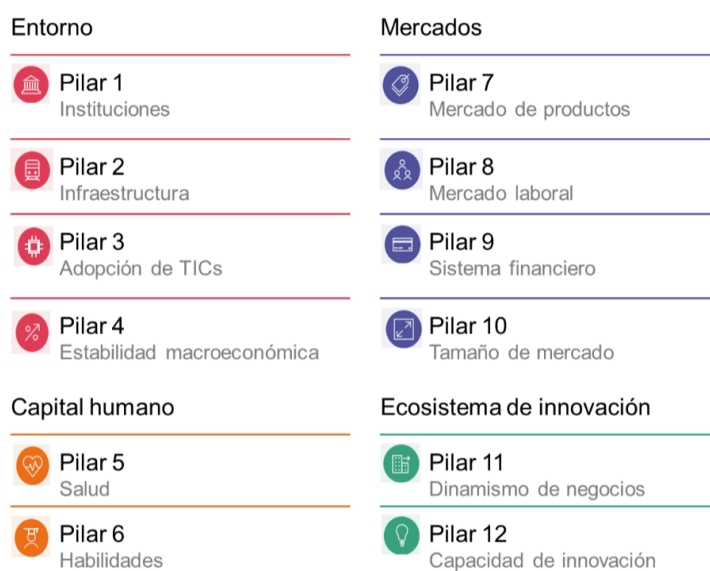 Entorno
Pilar 1
Instituciones
Pilar 2
Infraestructura
Pilar 3
Adopción de TICs
Pilar 4
Estabilidad macroeconómica
Mercados
Pilar 7
Mercado de productos
Pilar 8
Mercado laboral
Pilar 9
Sistema financiero
Pilar 10
Tamaño de mercado
Capital humano
Pilar 5
Salud
Pilar 6
Habilidades
Ecosistema de innovación
Pilar 11
Dinamismo de negocios
Pilar 12
Capacidad de innovación